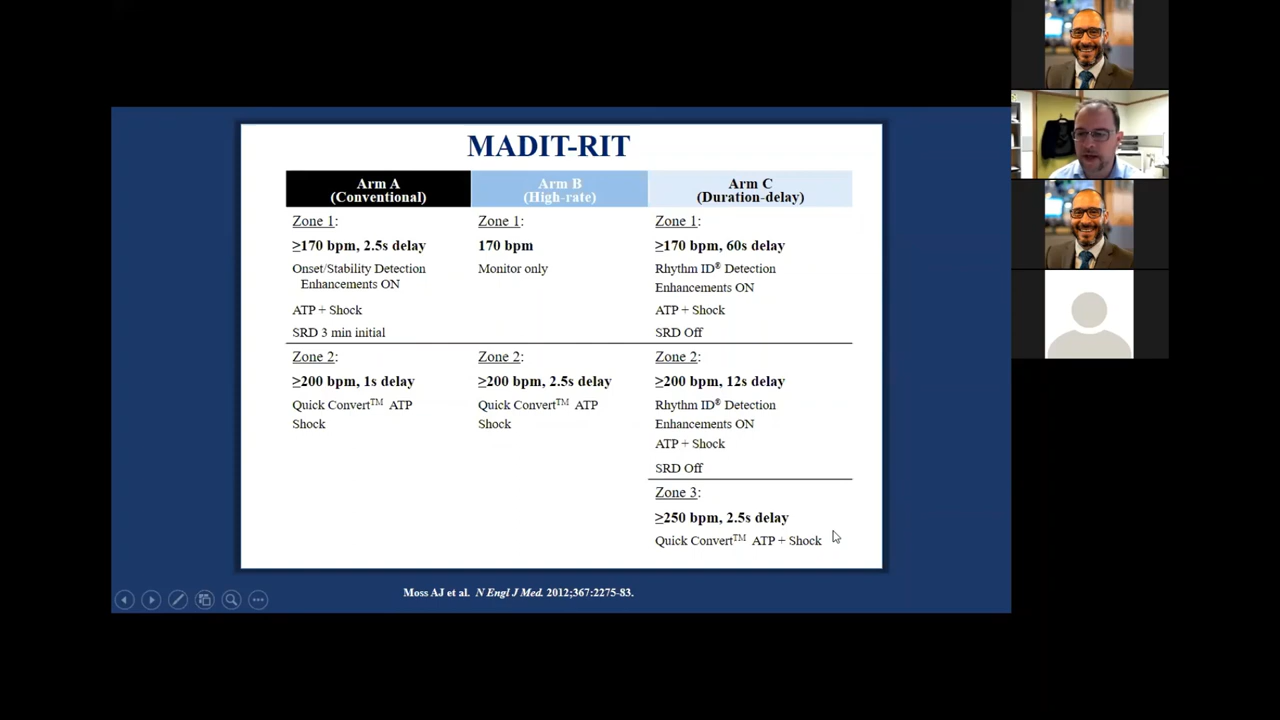 MADIT-RIT
Arm A
(Conventional)
Arm B
(High-rate)
Arm C
(Duration-delay)
Zone 1:
≥170 bpm, 2.5s delay
Onset/Stability Detection
Enhancements ON
ATP + Shock
SRD 3 min initial
Zone 1:
170 bpm
Monitor only
Zone 1:
≥170 bpm, 60s delay
Rhythm ID® Detection
Enhancements ON
ATP + Shock
SRD Off
Zone 2:
≥200 bpm, 1s delay
Quick Convert™ ATP
Shock
Zone 2:
≥200 bpm, 2.5s delay
Quick Convert™ ATP
Shock
Zone 2:
≥200 bpm, 12s delay
Rhythm ID® Detection
Enhancements ON
ATP + Shock
SRD Off
Zone 3:
≥250 bpm, 2.5s delay
Quick Convert™ ATP + Shock
Moss AJ et al. N Engl J Med. 2012;367:2275-83.